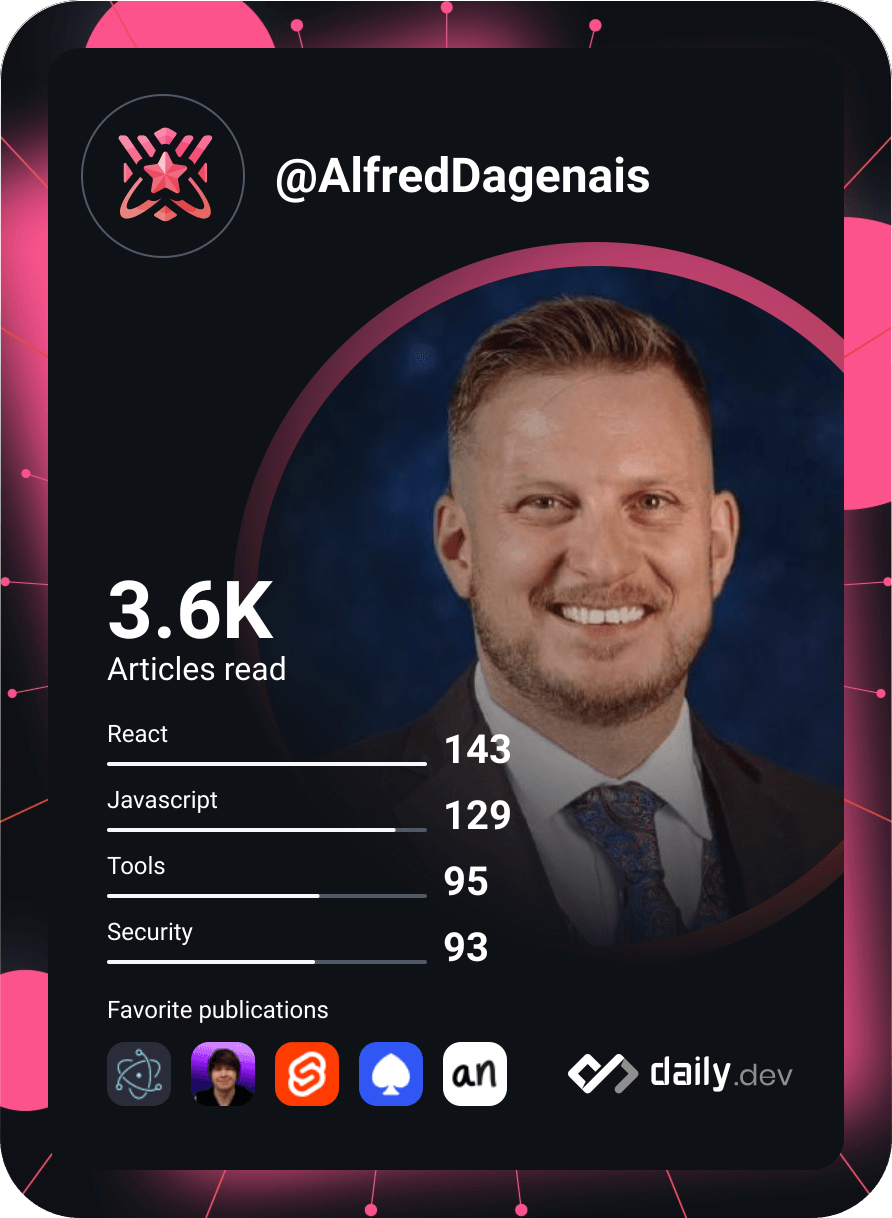 @AlfredDagenais
3.6K
Articles read
React
143
Javascript
129
Tools
95
Security
93
Favorite publications
an
daily.dev